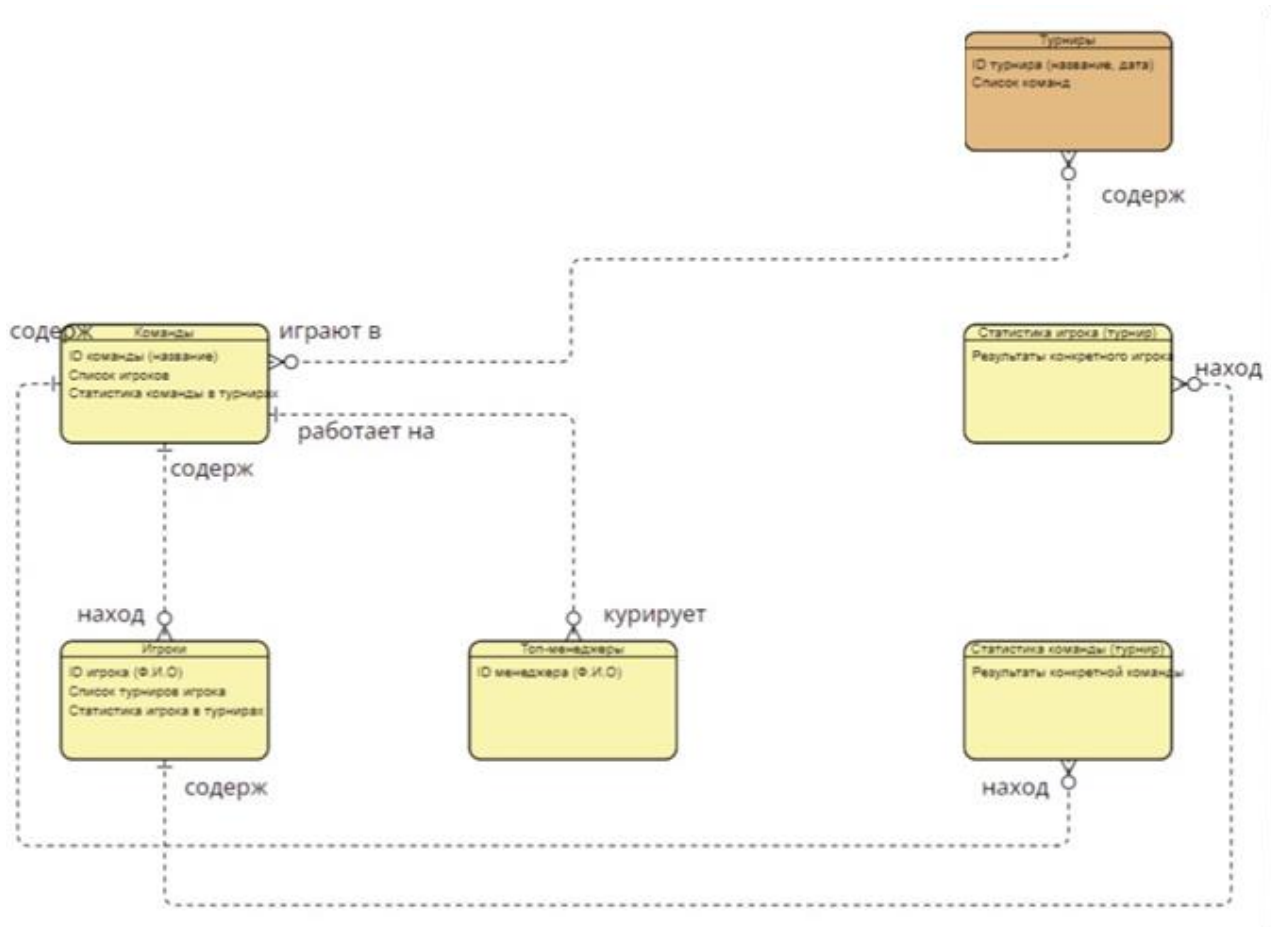 Турниры
ID турнира (название, дата)
Список команд
содерж
содерж
Команды
играют в
ID команды (название)
Список игроков
Статистика команды в турнирах
работает на
содерж
Статистика игрока (турнир)
Результаты конкретного игрока
наход
наход
курирует
Игроки
ID игрока (Ф.И.О)
Список турниров игрока
Статистика игрока в турнирах
содерж
Топ-менеджеры
ID менеджера (Ф.И.О)
Статистика команды (турнир)
Результаты конкретной команды
наход